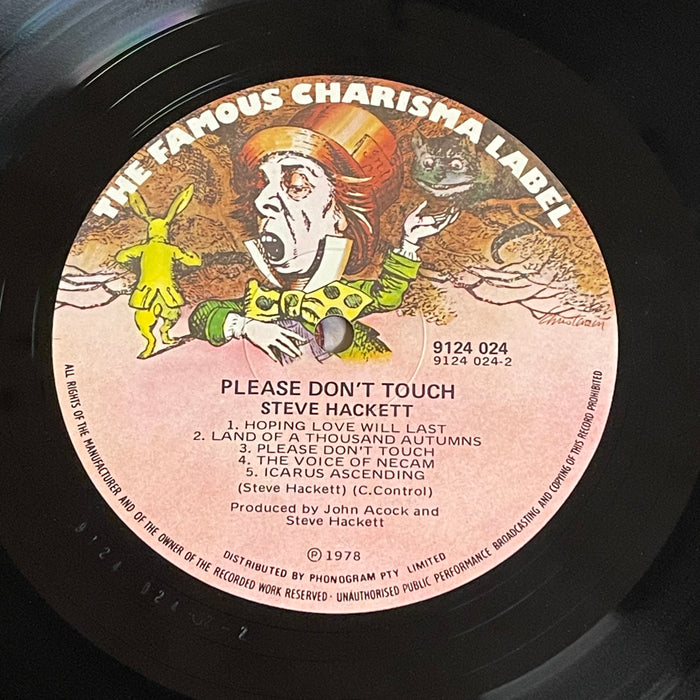 THE FAMOUS CHARISMA LABEL
9124 024
9124 024-2
PLEASE DON'T TOUCH
STEVE HACKETT
1. HOPING LOVE WILL LAST
2. LAND OF A THOUSAND AUTUMNS
3. PLEASE DON'T TOUCH
4. THE VOICE OF NECAM
5. ICARUS ASCENDING
(Steve Hackett) (C.Control)
Produced by John Acock and
Steve Hackett
℗ 1978
DISTRIBUTED BY PHONOGRAM PTY LIMITED
ALL RIGHTS OF THE MANUFACTURER AND OF THE OWNER OF THE RECORDED WORK RESERVED · UNAUTHORISED PUBLIC PERFORMANCE BROADCASTING AND COPYING OF THIS RECORD PROHIBITED